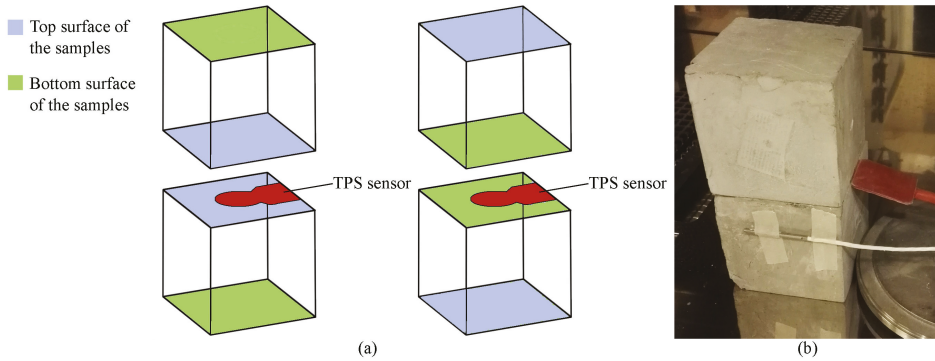 Top surface of
the samples
Bottom surface
of the samples
TPS sensor
TPS sensor
(a)
(b)